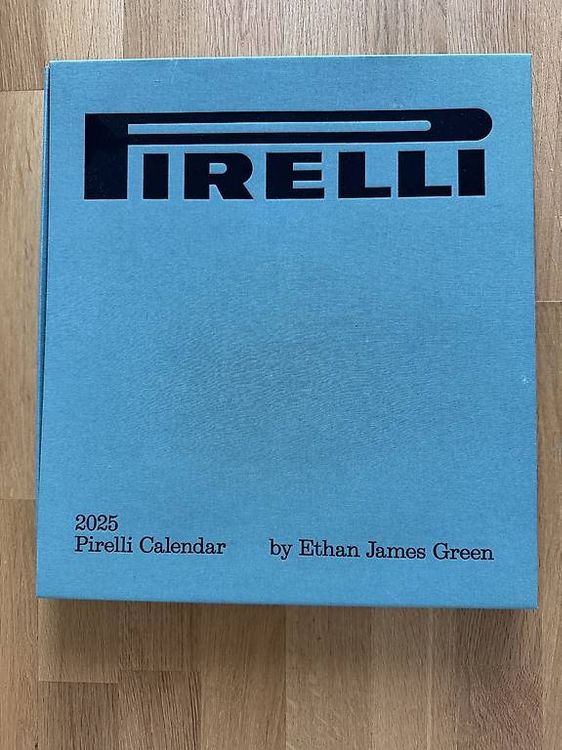 PIRELLI
2025
Pirelli Calendar by Ethan James Green